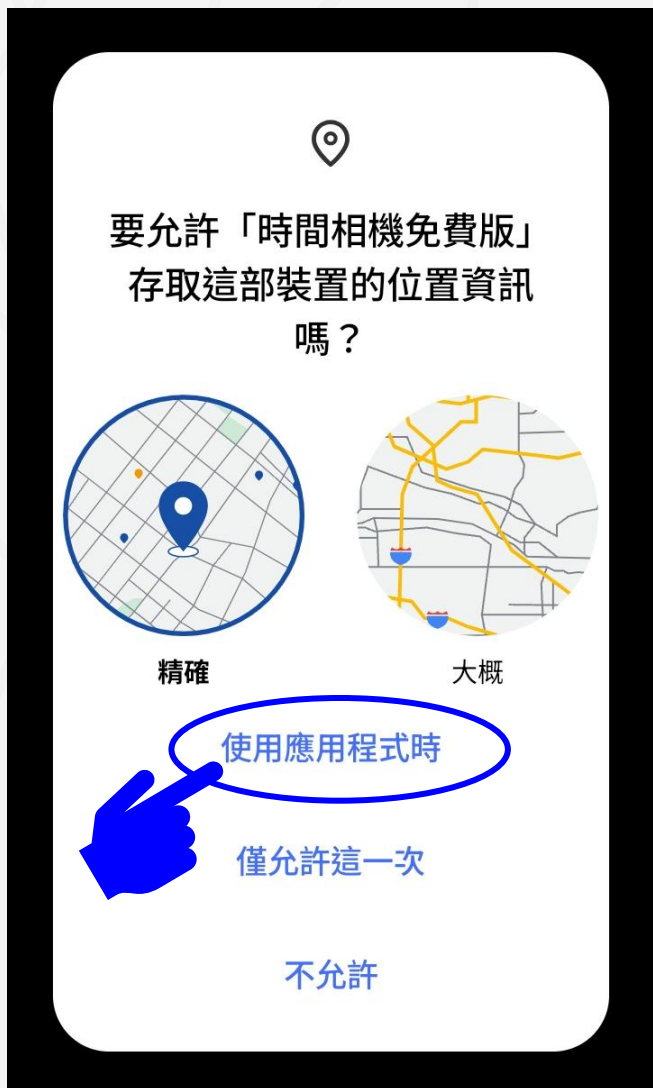 要允許「時間相機免費版」
存取這部裝置的位置資訊
嗎？
精確
大概
使用應用程式時
僅允許這一次
不允許